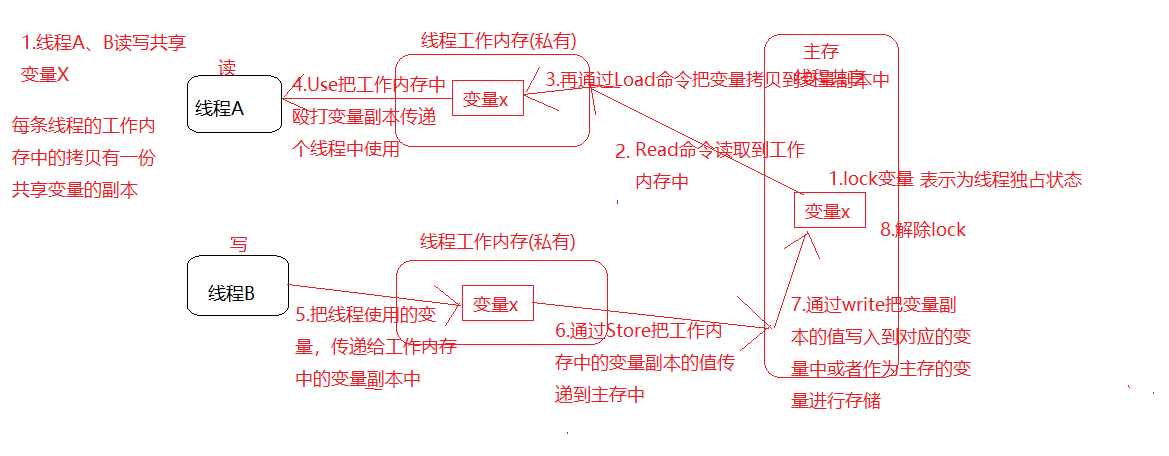 1.线程A、B读写共享
变量X
每条线程的工作内
存中的拷贝有一份
共享变量的副本
读
线程A
4.Use把工作内存中
殴打变量副本传递
个线程中使用
线程工作内存(私有)
变量x
3.再通过Load命令把变量拷贝到变量副本中
2. Read命令读取到工作
内存中
主存
线程共享
1.lock变量 表示为线程独占状态
变量x
8.解除lock
写
线程B
线程工作内存(私有)
变量x
5.把线程使用的变
量，传递给工作内存
中的变量副本中
6.通过Store把工作内
存中的变量副本的值传
递到主存中
7.通过write把变量副
本的值写入到对应的变
量中或者作为主存的变
量进行存储